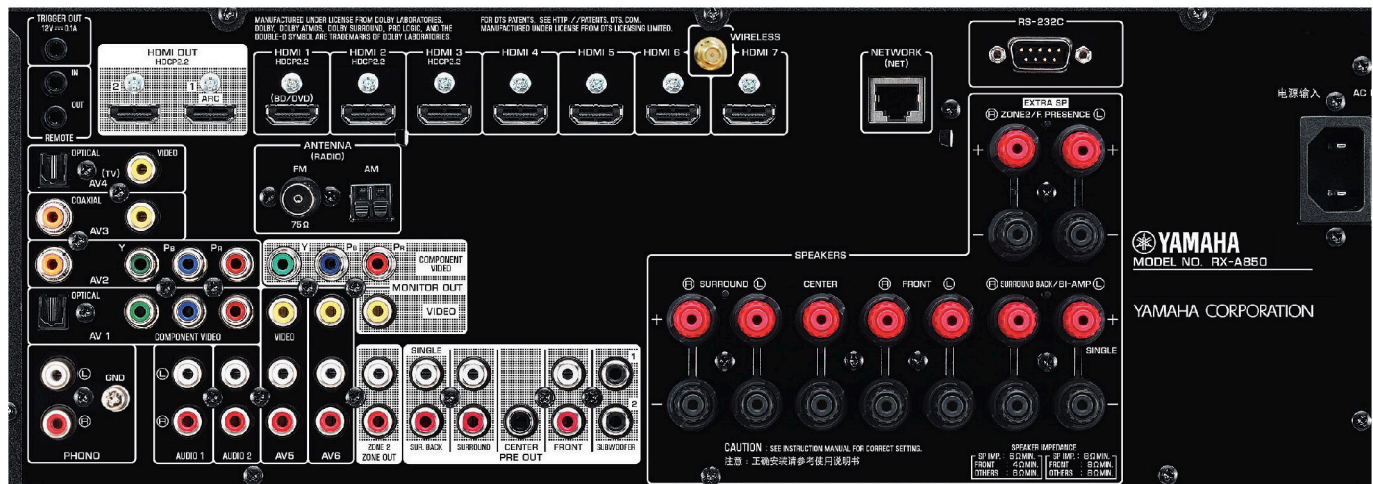 TRIGGER OUT
12V⎓0.1A
IN
OUT
REMOTE
HDMI OUT
HDCP2.2
2
1
ARC
MANUFACTURED UNDER LICENSE FROM DOLBY LABORATORIES.
DOLBY, DOLBY ATMOS, DOLBY SURROUND, PRO LOGIC, AND THE
DOUBLE-D SYMBOL ARE TRADEMARKS OF DOLBY LABORATORIES.
FOR DTS PATENTS, SEE HTTP://PATENTS.DTS.COM.
MANUFACTURED UNDER LICENSE FROM DTS LICENSING LIMITED.
HDMI 1 HDMI 2 HDMI 3 HDMI 4 HDMI 5 HDMI 6 HDMI 7
HDCP2.2 HDCP2.2 HDCP2.2
(BD/DVD)
WIRELESS
NETWORK
(NET)
RS-232C
电源输入 AC
OPTICAL
(TV)
VIDEO
AV4
COAXIAL
AV3
ANTENNA
(RADIO)
FM AM
75Ω
AV2
Y PB PR
OPTICAL
AV 1
COMPONENT VIDEO
Y PB PR
COMPONENT
VIDEO
MONITOR OUT
VIDEO
VIDEO
PHONO
L
R
GND
L
R
AUDIO 1 AUDIO 2 AV5 AV6
ZONE 2
ZONE OUT
SINGLE
SUR. BACK SURROUND CENTER FRONT SUBWOOFER
1
2
PRE OUT
EXTRA SP
R ZONE2/F.PRESENCE L
+ +
− −
SPEAKERS
R SURROUND L CENTER R FRONT L R SURROUND BACK/BI-AMP L
+ +
SINGLE
− −
CAUTION : SEE INSTRUCTION MANUAL FOR CORRECT SETTING.
注意 : 正确安装请参考使用说明书
SPEAKER IMPEDANCE
SP IMP. : 6ΩMIN. SP IMP. : 8ΩMIN.
FRONT : 4ΩMIN. FRONT : 8ΩMIN.
OTHERS : 6ΩMIN. OTHERS : 8ΩMIN.
YAMAHA
MODEL NO. RX-A850
YAMAHA CORPORATION